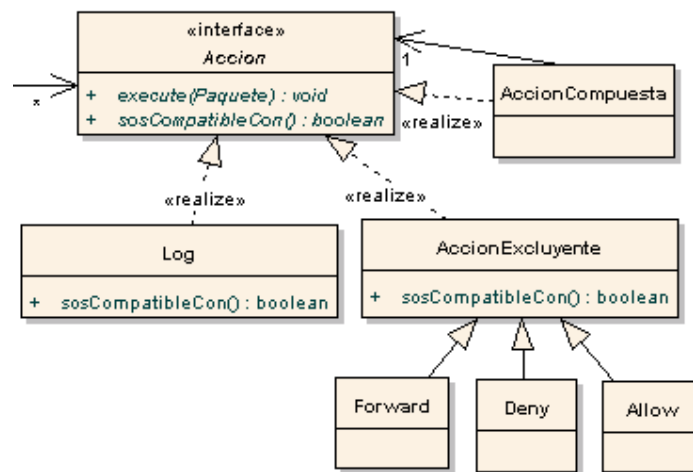 «interface»
Accion
+ execute(Paquete) : void
+ sosCompatibleCon() : boolean
*
1
AccionCompuesta
«realize»
«realize»
«realize»
Log
+ sosCompatibleCon() : boolean
AccionExcluyente
+ sosCompatibleCon() : boolean
Forward
Deny
Allow